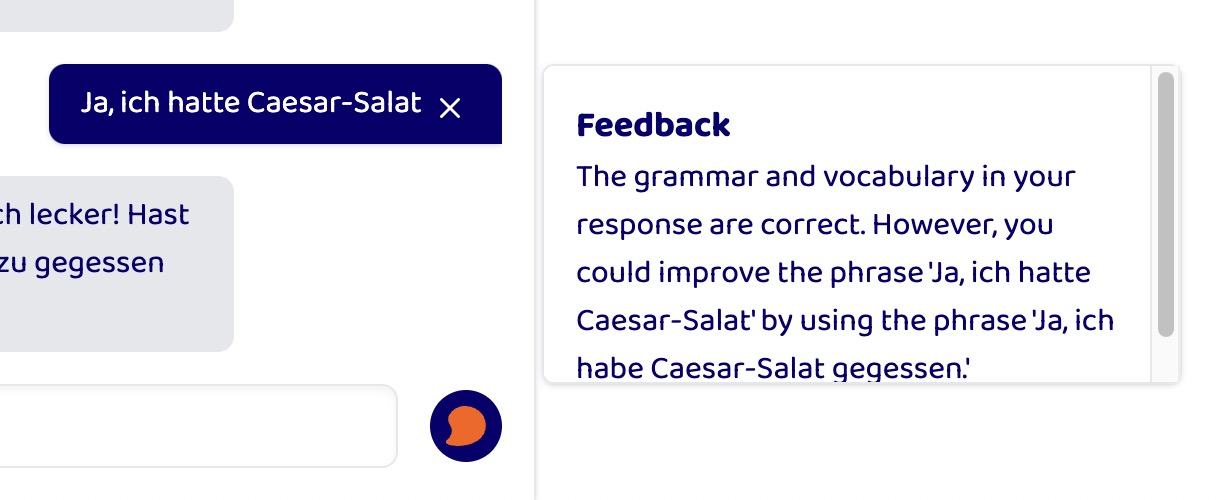 Ja, ich hatte Caesar-Salat
ch lecker! Hast
zu gegessen
Feedback
The grammar and vocabulary in your
response are correct. However, you
could improve the phrase 'Ja, ich hatte
Caesar-Salat' by using the phrase 'Ja, ich
habe Caesar-Salat gegessen.'